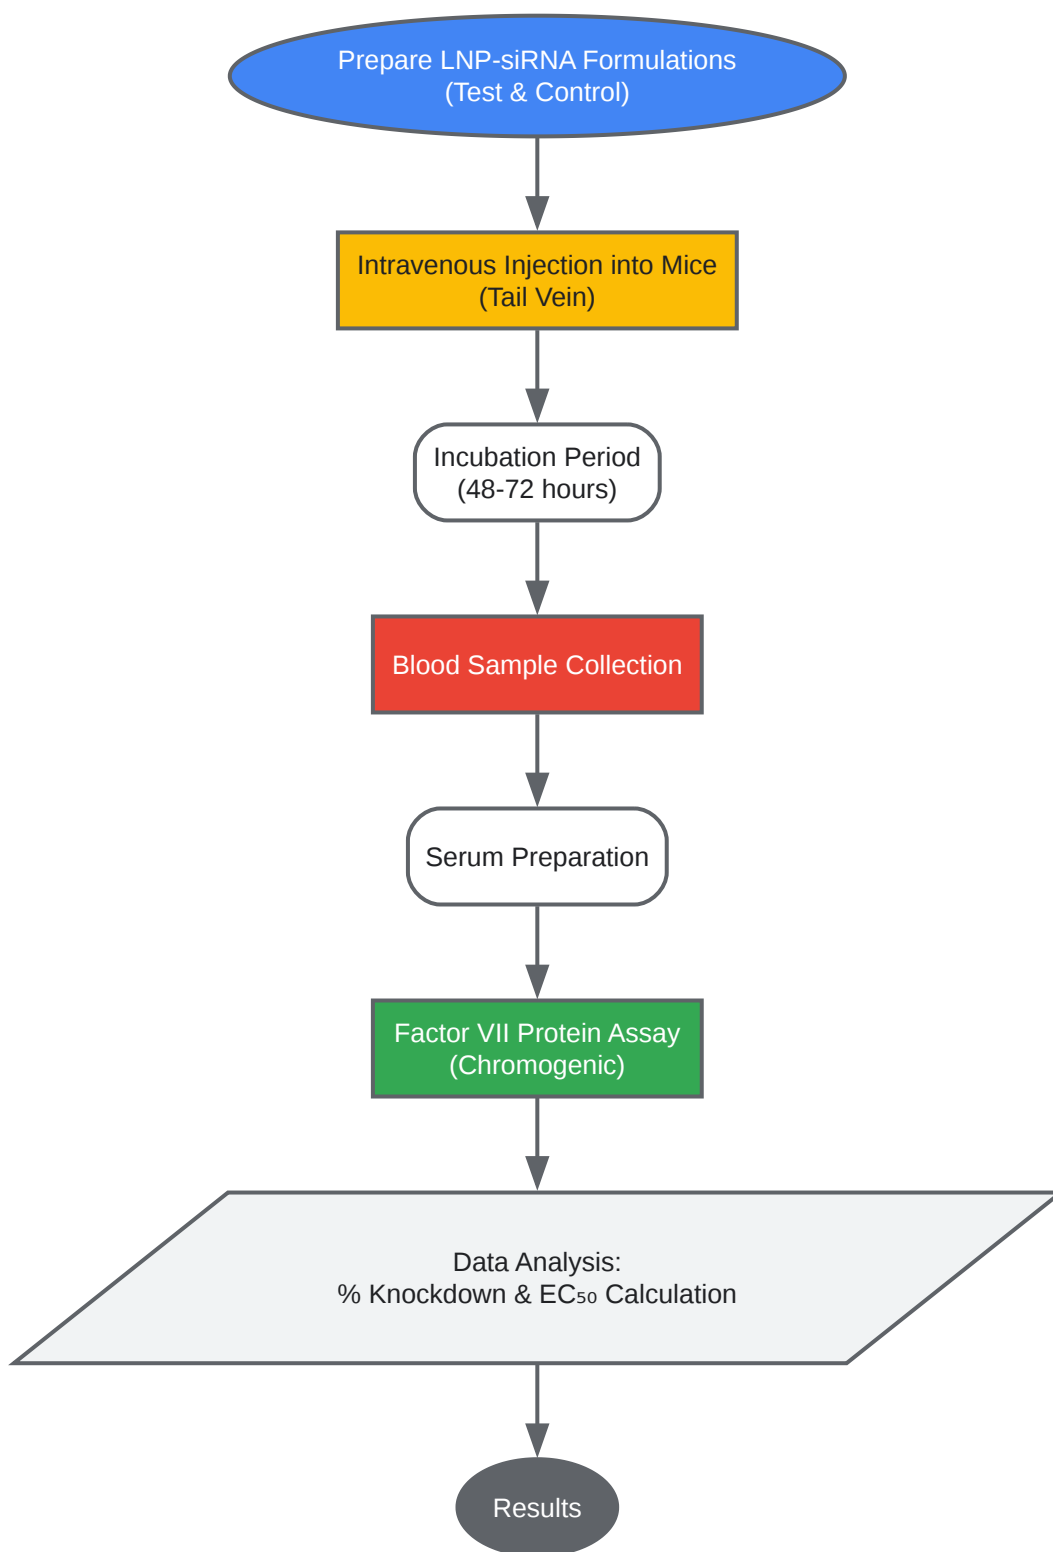 Prepare LNP-siRNA Formulations
(Test & Control)
Intravenous Injection into Mice
(Tail Vein)
Incubation Period
(48-72 hours)
Blood Sample Collection
Serum Preparation
Factor VII Protein Assay
(Chromogenic)
Data Analysis:
% Knockdown & EC₅₀ Calculation
Results